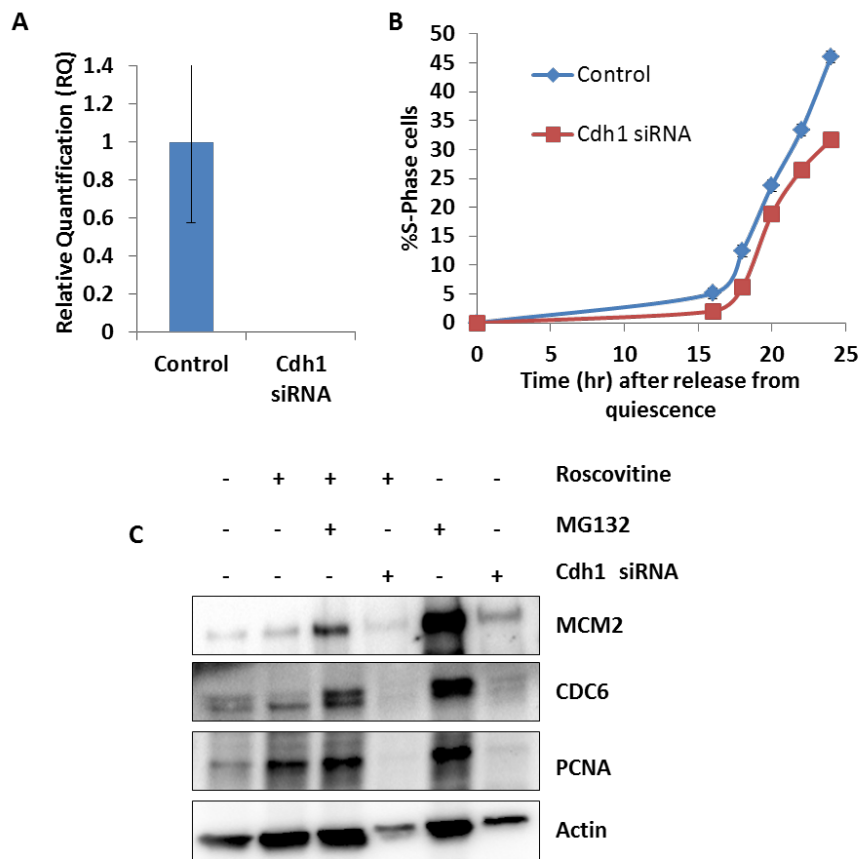 A
Relative Quantification (RQ)
1.4
1.2
1
0.8
0.6
0.4
0.2
0
Control
Cdh1
siRNA
B
%S-Phase cells
50
45
40
35
30
25
20
15
10
5
0
Control
Cdh1 siRNA
0 5 10 15 20 25
Time (hr) after release from
quiescence
C
- + + + - - Roscovitine
- - + - + - MG132
- - - + - + Cdh1 siRNA
MCM2
CDC6
PCNA
Actin